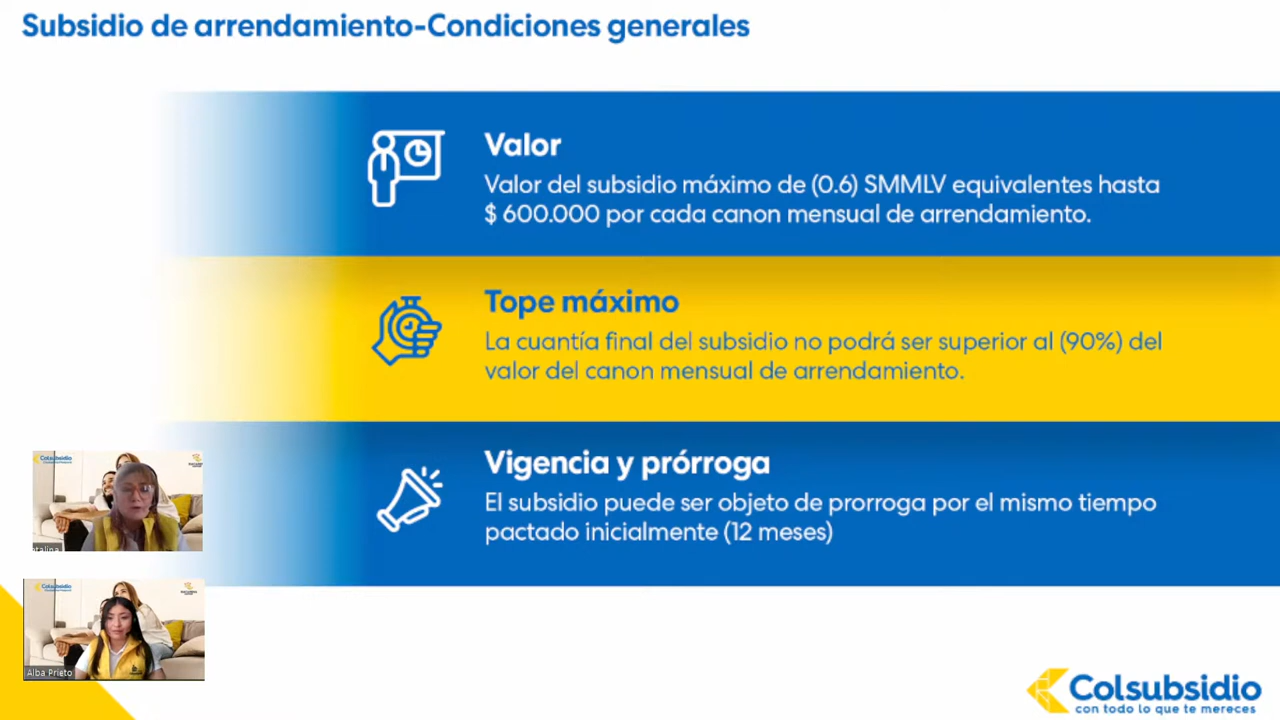 Subsidio de arrendamiento-Condiciones generales
Valor
Valor del subsidio máximo de (0.6) SMMLV equivalentes hasta
$ 600.000 por cada canon mensual de arrendamiento.
Tope máximo
La cuantía final del subsidio no podrá ser superior al (90%) del
valor del canon mensual de arrendamiento.
Vigencia y prórroga
El subsidio puede ser objeto de prorroga por el mismo tiempo
pactado inicialmente (12 meses)
Colsubsidio
Colsubsidio
Alba Prieto
Colsubsidio
con todo lo que te mereces